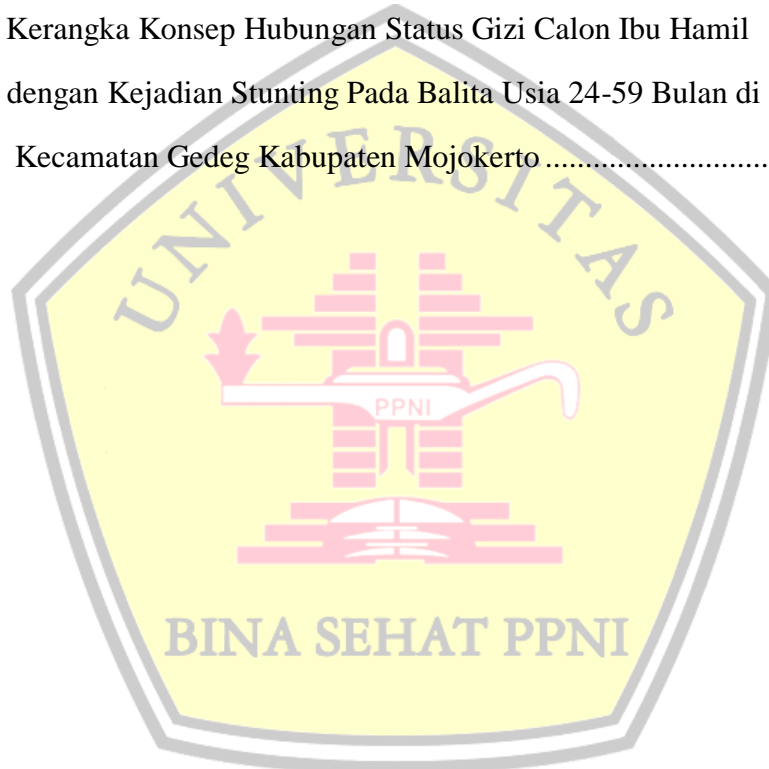 Kerangka Konsep Hubungan Status Gizi Calon Ibu Hamil
dengan Kejadian Stunting Pada Balita Usia 24-59 Bulan di
Kecamatan Gedeg Kabupaten Mojokerto............................
UNIVERSITAS
PPNI
BINA SEHAT PPNI